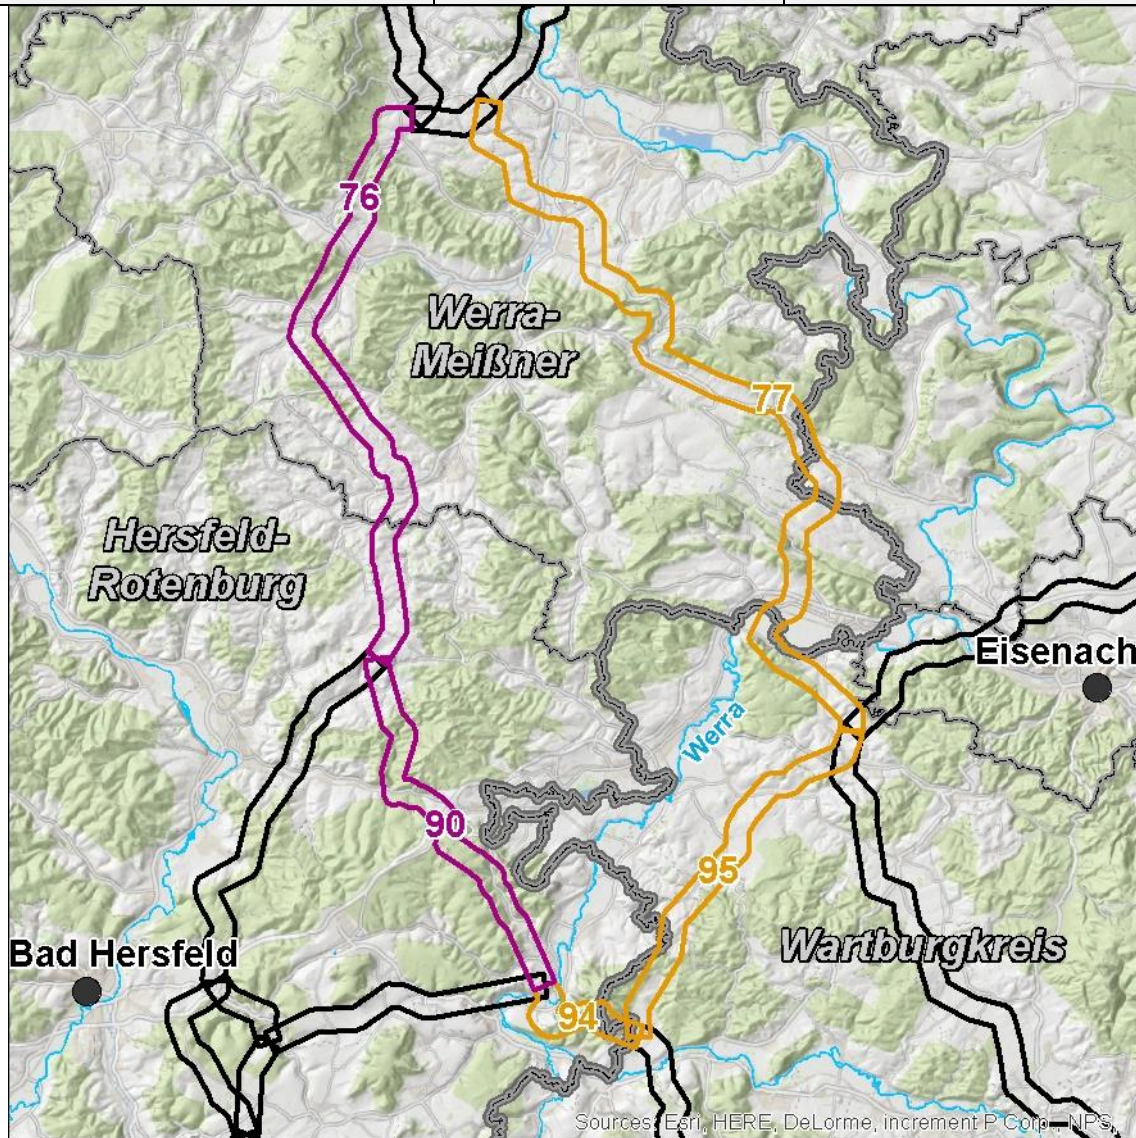 76
Werra-
Meißner
77
Hersfeld-
Rotenburg
Eisenach
Werra
90
95
Bad Hersfeld
Wartburgkreis
94
Sources: Esri, HERE, DeLorme, increment P Corp., NPS,